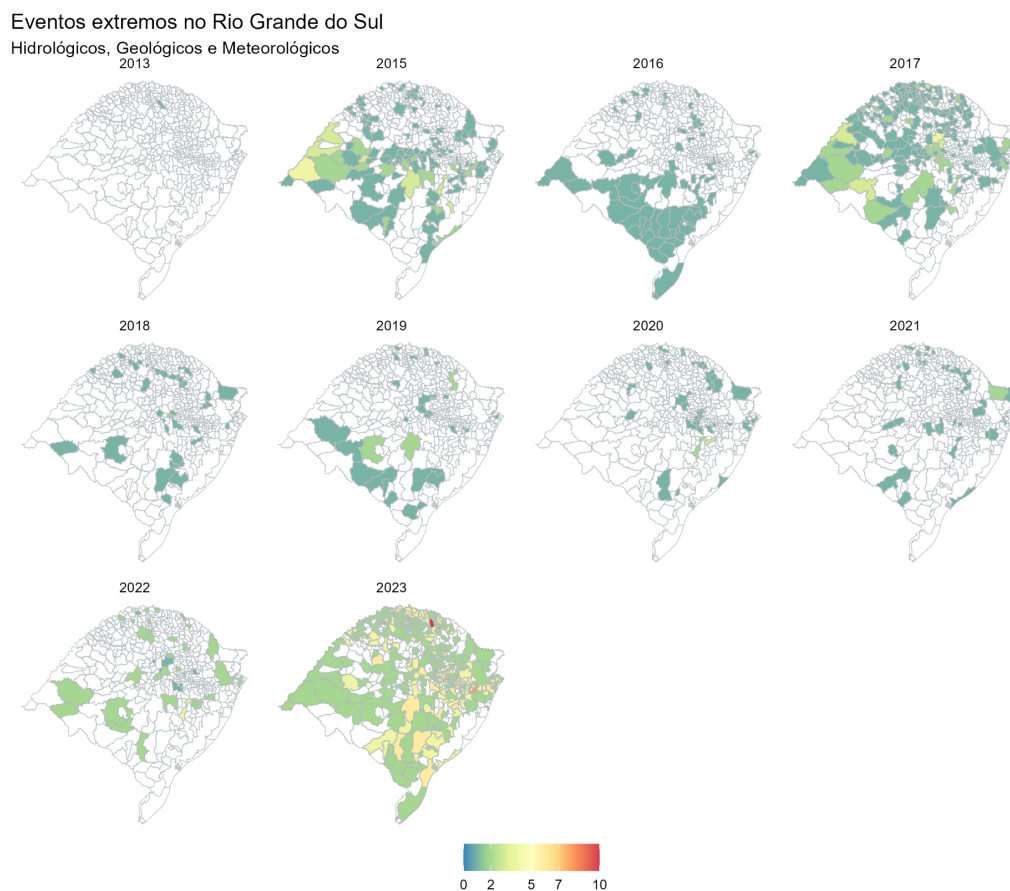 Eventos extremos no Rio Grande do Sul
Hidrológicos, Geológicos e Meteorológicos
2013 2015 2016 2017
2018 2019 2020 2021
2022 2023
0 2 5 7 10